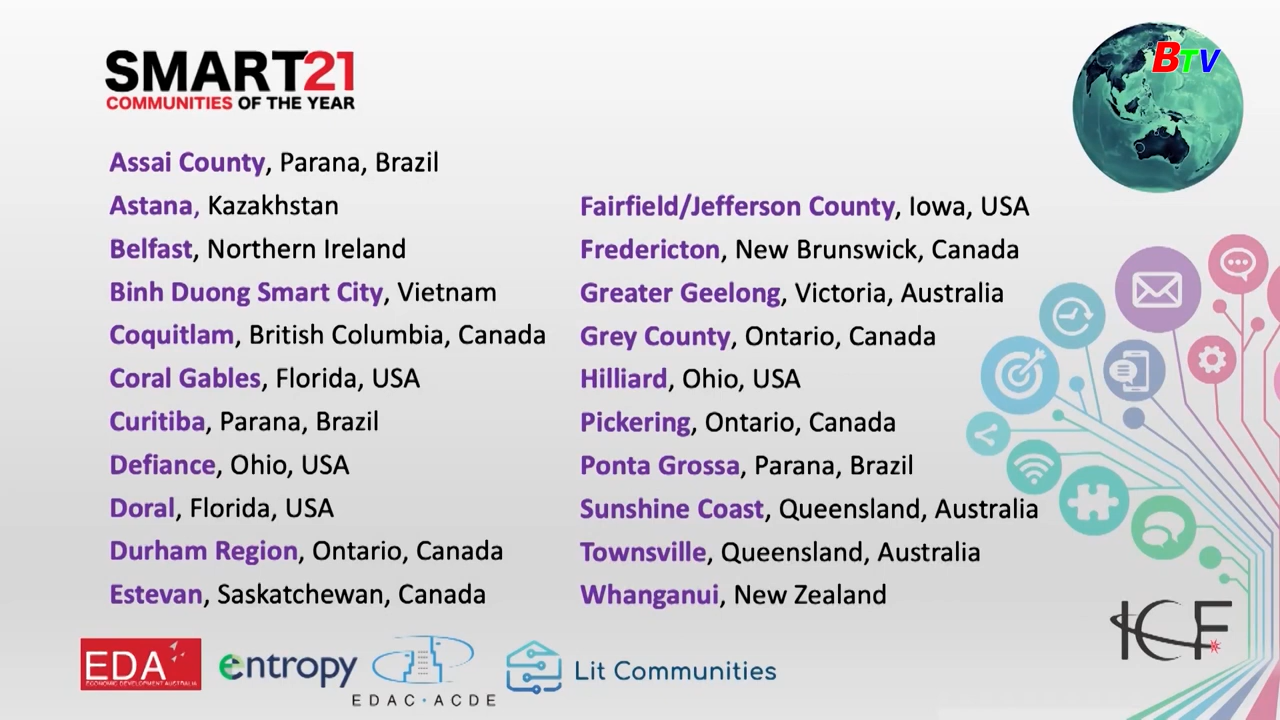 SMART21
COMMUNITIES OF THE YEAR
BTV
Assai County, Parana, Brazil
Astana, Kazakhstan
Belfast, Northern Ireland
Binh Duong Smart City, Vietnam
Coquitlam, British Columbia, Canada
Coral Gables, Florida, USA
Curitiba, Parana, Brazil
Defiance, Ohio, USA
Doral, Florida, USA
Durham Region, Ontario, Canada
Estevan, Saskatchewan, Canada
Fairfield/Jefferson County, Iowa, USA
Fredericton, New Brunswick, Canada
Greater Geelong, Victoria, Australia
Grey County, Ontario, Canada
Hilliard, Ohio, USA
Pickering, Ontario, Canada
Ponta Grossa, Parana, Brazil
Sunshine Coast, Queensland, Australia
Townsville, Queensland, Australia
Whanganui, New Zealand
ICF
EDA
ECONOMIC DEVELOPMENT AUSTRALIA
entropy
EDAC·ACDE
Lit Communities